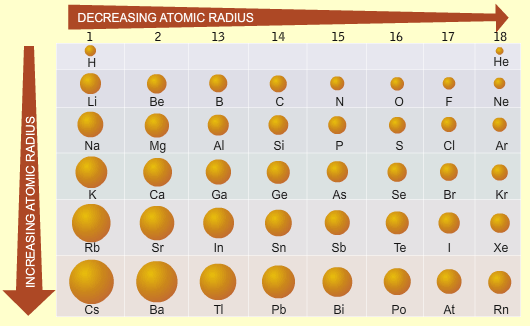 DECREASING ATOMIC RADIUS
1 2 13 14 15 16 17 18
INCREASING ATOMIC RADIUS
H He
Li Be B C N O F Ne
Na Mg Al Si P S Cl Ar
K Ca Ga Ge As Se Br Kr
Rb Sr In Sn Sb Te I Xe
Cs Ba Tl Pb Bi Po At Rn